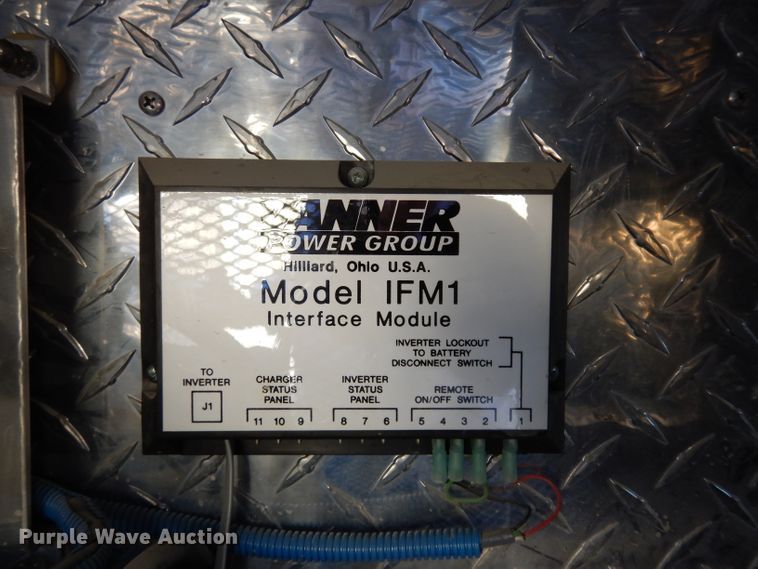 VANNER
POWER GROUP
Hilliard, Ohio U.S.A.
Model IFM1
Interface Module
INVERTER LOCKOUT
TO BATTERY
DISCONNECT SWITCH
TO
INVERTER
J1
CHARGER
STATUS
PANEL
11 10 9
INVERTER
STATUS
PANEL
8 7 6
REMOTE
ON/OFF SWITCH
5 4 3 2
1
Purple Wave Auction